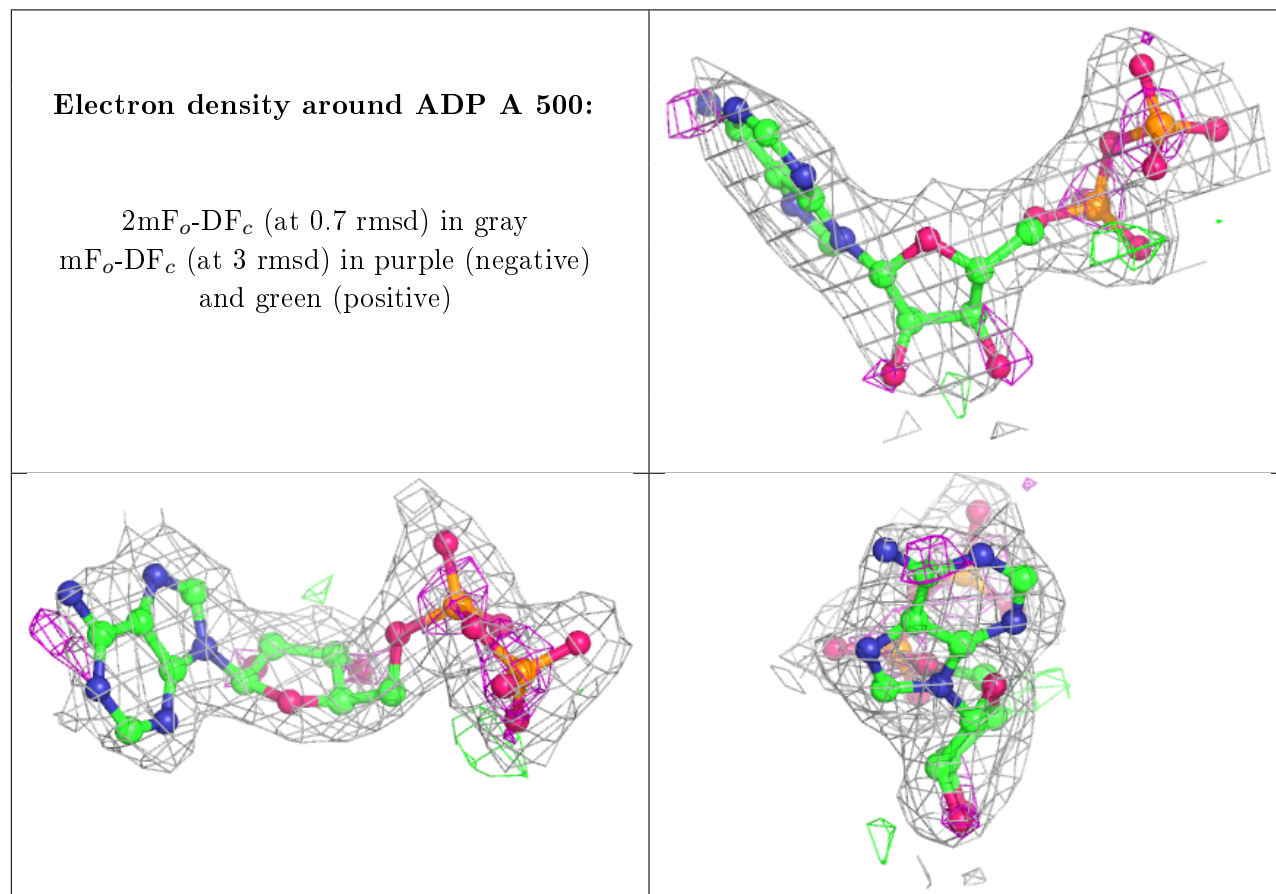 Electron density around ADP A 500:
2mFₒ-DF𝑐 (at 0.7 rmsd) in gray
mFₒ-DF𝑐 (at 3 rmsd) in purple (negative)
and green (positive)